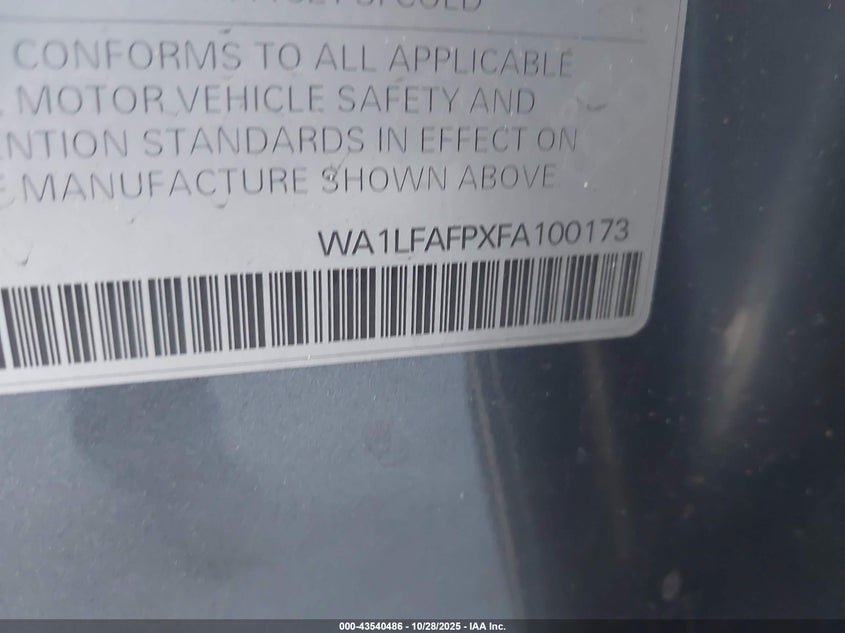 CONFORMS TO ALL APPLICABLE
MOTOR VEHICLE SAFETY AND
NTION STANDARDS IN EFFECT ON
E MANUFACTURE SHOWN ABOVE
WA1LFAFPXFA100173
000-43540486 - 10/28/2025 - IAA Inc.